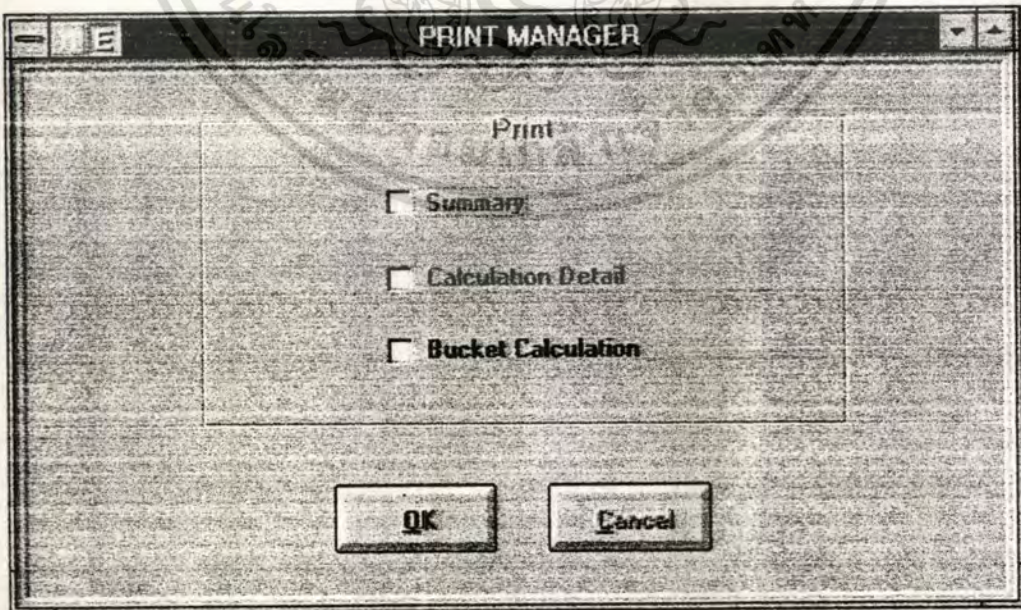 E PRINT MANAGER
Print
Summary
Calculation Detail
Bucket Calculation
OK Cancel